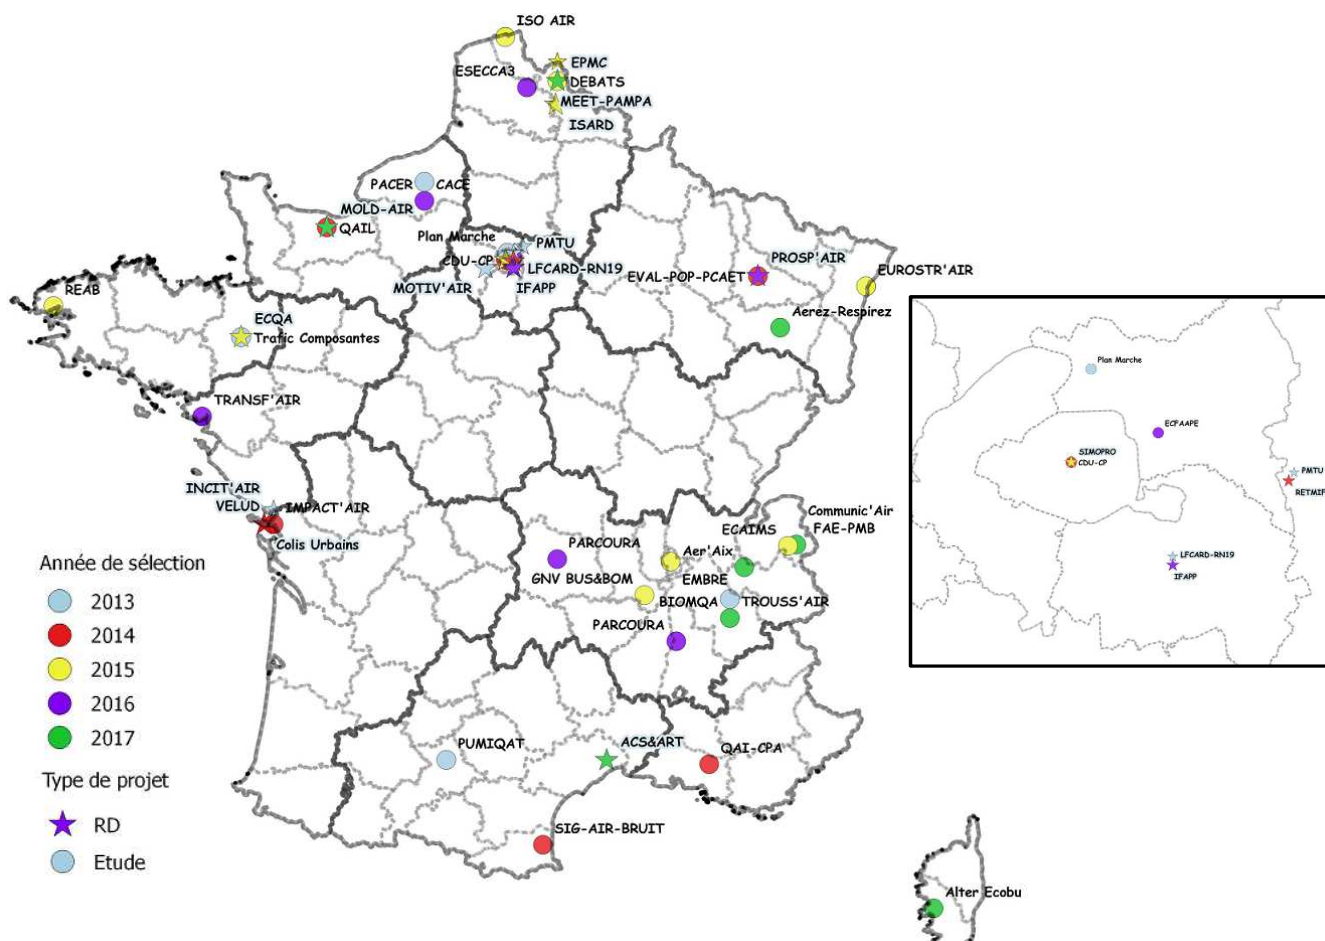 ISO AIR
EPMC
ESECCA3
DEBATS
MEET-PAMPA
ISARD
PACER
CACE
MOLD-AIR
QAIL
Plan Marche
PMTU
CDU-CP
LFCARD-RN19
MOTIV'AIR
IFAPP
PROSP'AIR
EVAL-POP-PCAET
EUROSTR'AIR
Aerez-Respirez
REAB
ECQA
Trafic Composantes
TRANSF'AIR
INCIT'AIR
VELUD
IMPACT'AIR
Colis Urbains
Communic'Air
ECAIMS
FAE-PMB
PARCOURA
Aer'Aix
GNV BUS&BOM
EMBRE
BIOMQA
TROUSS'AIR
PARCOURA
PUMIQAT
ACS&ART
QAI-CPA
SIG-AIR-BRUIT
Alter Ecobu
Plan Marche
ECFAAPE
SIMOPRO
CDU-CP
PMTU
RETMIF
LFCARD-RN19
IFAPP
Année de sélection
2013
2014
2015
2016
2017
Type de projet
RD
Etude